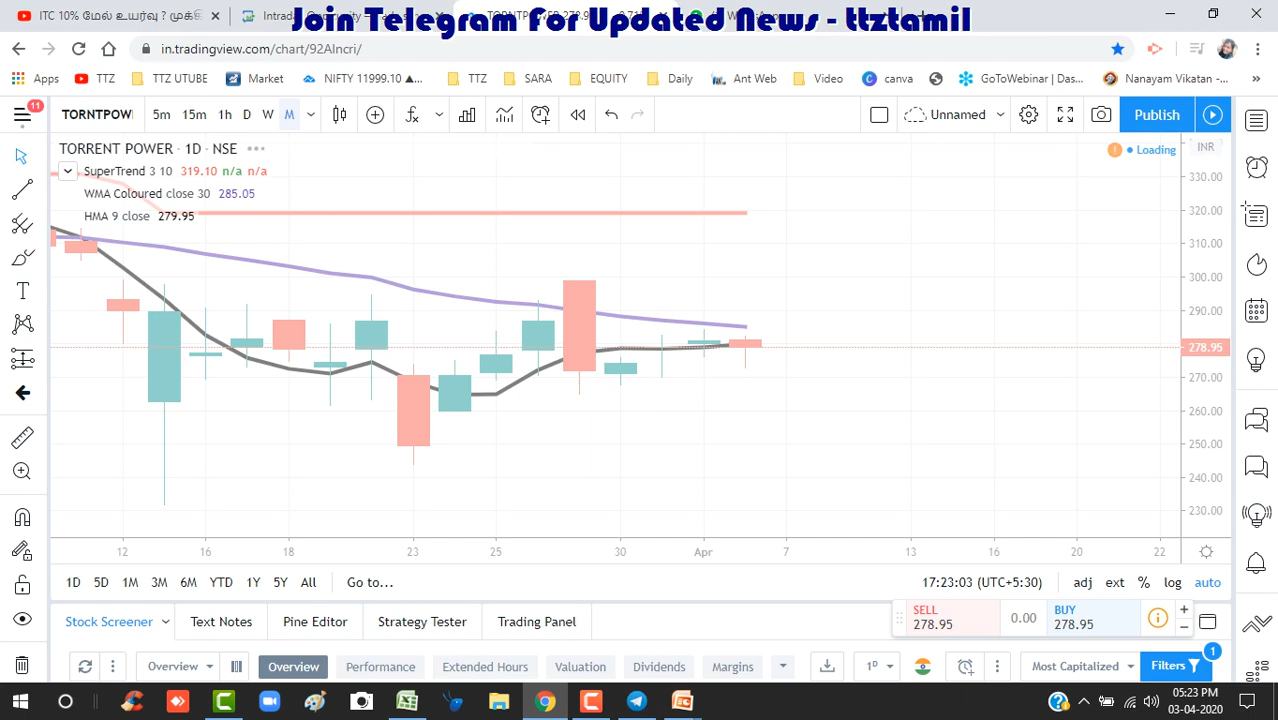 ITC 10% மேல் உயர்வு ? முகfi
Join Telegram For Updated News - ttztamil
in.tradingview.com/chart/92AIncri/
Apps TTZ TTZ UTUBE Market NIFTY 11999.10 ▲... TTZ SARA EQUITY Daily Ant Web Video canva GoToWebinar | Das... Nanayam Vikatan -... »
11 TORNTPOW 5m 15m 1h D W M Unnamed Publish
TORRENT POWER · 1D · NSE
Loading
INR
SuperTrend 3 10 319.10 n/a n/a
WMA Coloured close 30 285.05
HMA 9 close 279.95
330.00
320.00
310.00
300.00
290.00
278.95
270.00
260.00
250.00
240.00
230.00
12 16 18 23 25 30 Apr 7 13 16 20 22
1D 5D 1M 3M 6M YTD 1Y 5Y All Go to... 17:23:03 (UTC+5:30) adj ext % log auto
SELL 278.95
0.00
BUY 278.95
Stock Screener Text Notes Pine Editor Strategy Tester Trading Panel
Overview Overview Performance Extended Hours Valuation Dividends Margins 1D Most Capitalized Filters 1
05:23 PM
03-04-2020